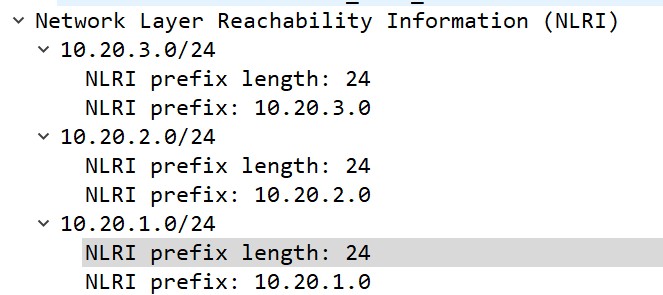 Network Layer Reachability Information (NLRI)
10.20.3.0/24
NLRI prefix length: 24
NLRI prefix: 10.20.3.0
10.20.2.0/24
NLRI prefix length: 24
NLRI prefix: 10.20.2.0
10.20.1.0/24
NLRI prefix length: 24
NLRI prefix: 10.20.1.0